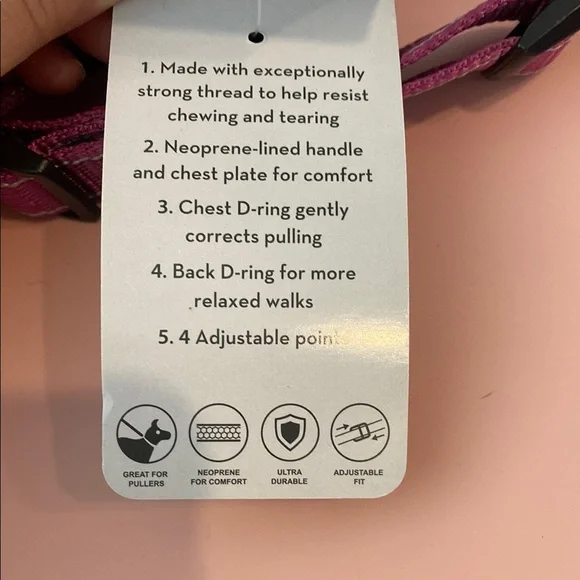 1. Made with exceptionally
strong thread to help resist
chewing and tearing
2. Neoprene-lined handle
and chest plate for comfort
3. Chest D-ring gently
corrects pulling
4. Back D-ring for more
relaxed walks
5. 4 Adjustable point
GREAT FOR
PULLERS
NEOPRENE
FOR COMFORT
ULTRA
DURABLE
ADJUSTABLE
FIT